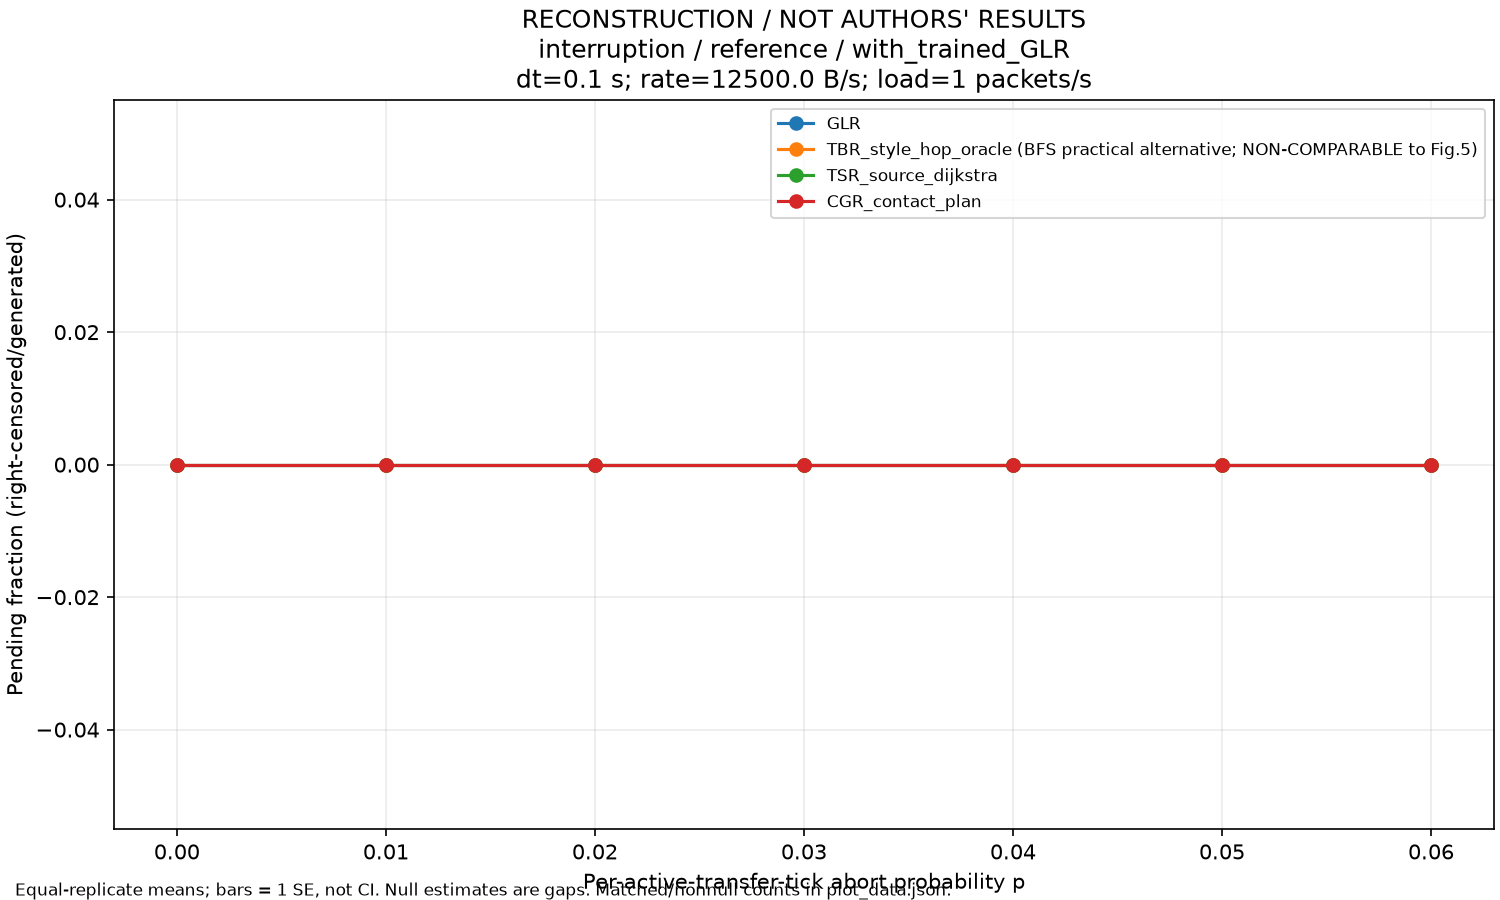 RECONSTRUCTION / NOT AUTHORS' RESULTS
interruption / reference / with_trained_GLR
dt=0.1 s; rate=12500.0 B/s; load=1 packets/s
GLR
TBR_style_hop_oracle (BFS practical alternative; NON-COMPARABLE to Fig.5)
TSR_source_dijkstra
CGR_contact_plan
Pending fraction (right-censored/generated)
0.04
0.02
0.00
−0.02
−0.04
0.00 0.01 0.02 0.03 0.04 0.05 0.06
Per-active-transfer-tick abort probability p
Equal-replicate means; bars = 1 SE, not CI. Null estimates are gaps. Matched/nonnull counts in plot_data.json.